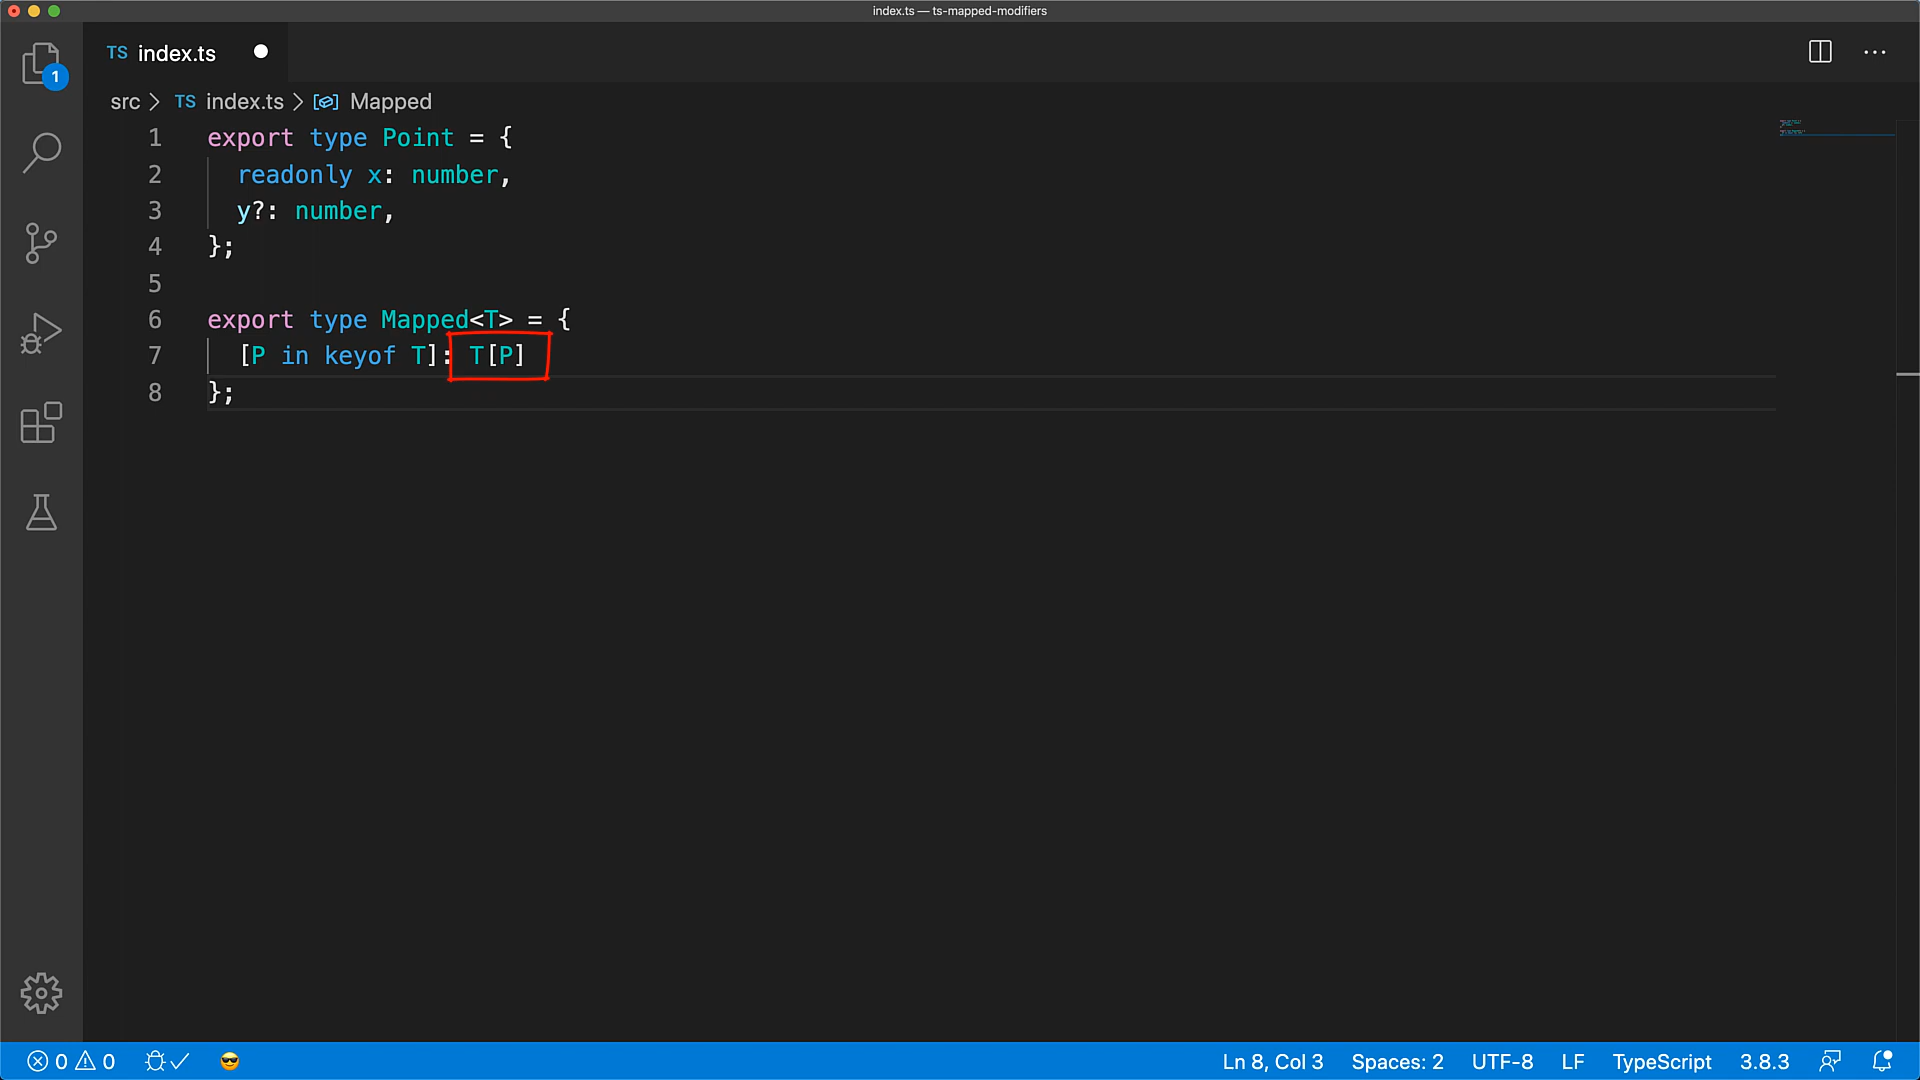 index.ts — ts-mapped-modifiers
TS index.ts
1
src > TS index.ts > Mapped
1 export type Point = {
2 readonly x: number,
3 y?: number,
4 };
5
6 export type Mapped<T> = {
7 [P in keyof T]: T[P]
8 };
0 0 Ln 8, Col 3 Spaces: 2 UTF-8 LF TypeScript 3.8.3